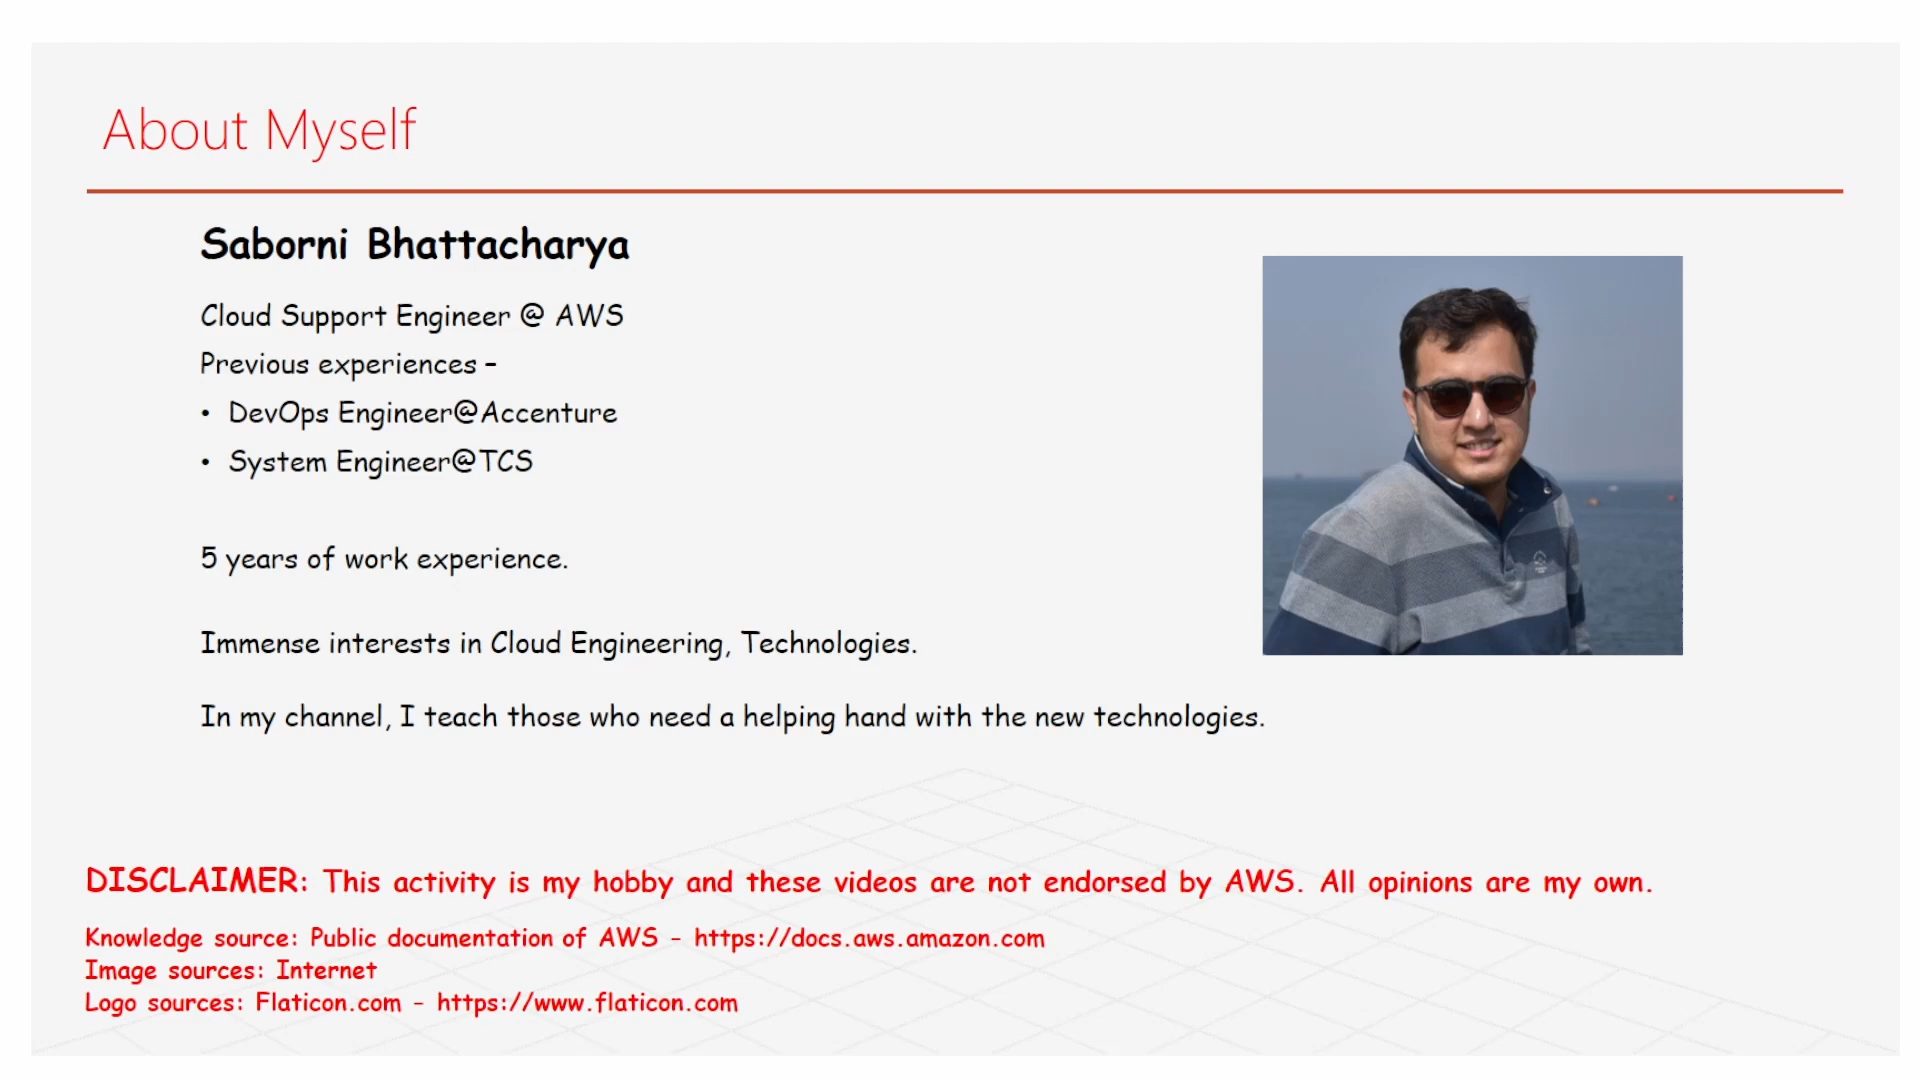 About Myself
Saborni Bhattacharya
Cloud Support Engineer @ AWS
Previous experiences –
• DevOps Engineer@Accenture
• System Engineer@TCS
5 years of work experience.
Immense interests in Cloud Engineering, Technologies.
In my channel, I teach those who need a helping hand with the new technologies.
DISCLAIMER: This activity is my hobby and these videos are not endorsed by AWS. All opinions are my own.
Knowledge source: Public documentation of AWS - https://docs.aws.amazon.com
Image sources: Internet
Logo sources: Flaticon.com - https://www.flaticon.com